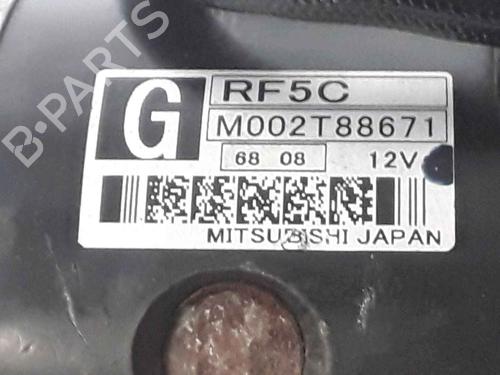 B-PARTS
G
RF5C
M002T88671
68 08
12V
MITSUBISHI JAPAN